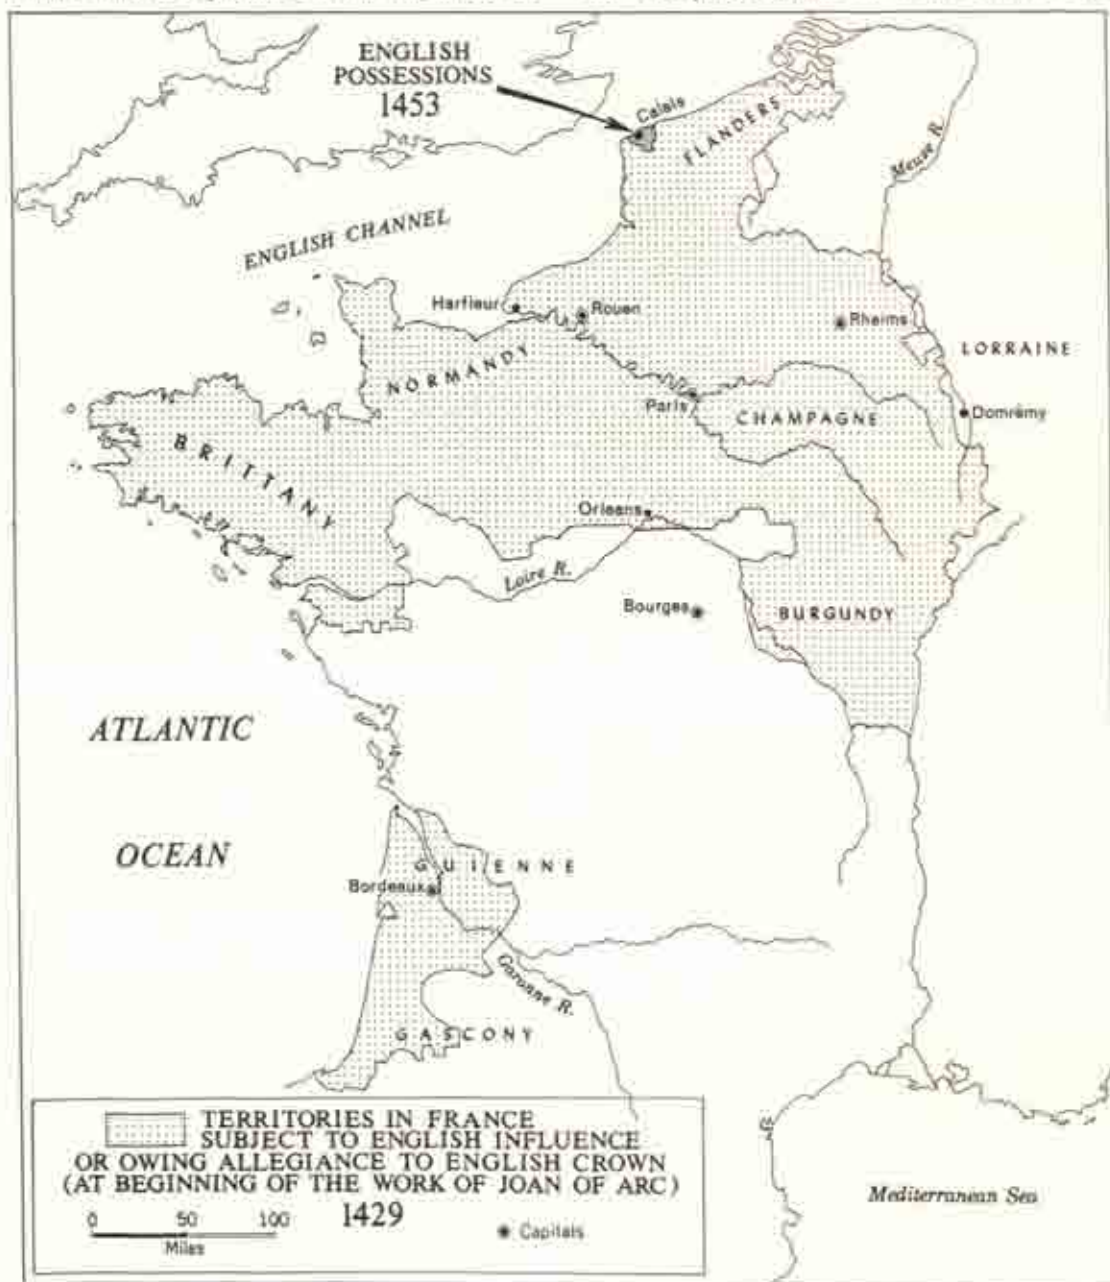 ENGLISH
POSSESSIONS
1453
Calais
FLANDERS
Meuse R.
ENGLISH CHANNEL
Harfleur
Rouen
Rheims
LORRAINE
NORMANDY
Paris
CHAMPAGNE
Domrémy
BRITTANY
Orleans
Loire R.
Bourges
BURGUNDY
ATLANTIC
OCEAN
GUIENNE
Bordeaux
Garonne R.
GASCONY
TERRITORIES IN FRANCE
SUBJECT TO ENGLISH INFLUENCE
OR OWING ALLEGIANCE TO ENGLISH CROWN
(AT BEGINNING OF THE WORK OF JOAN OF ARC)
1429
0 50 100
Miles
Capitals
Mediterranean Sea